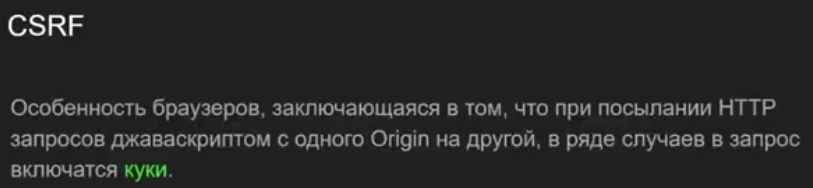 CSRF
Особенность браузеров, заключающаяся в том, что при посылании HTTP
запросов джаваскриптом с одного Origin на другой, в ряде случаев в запрос
включатся куки.